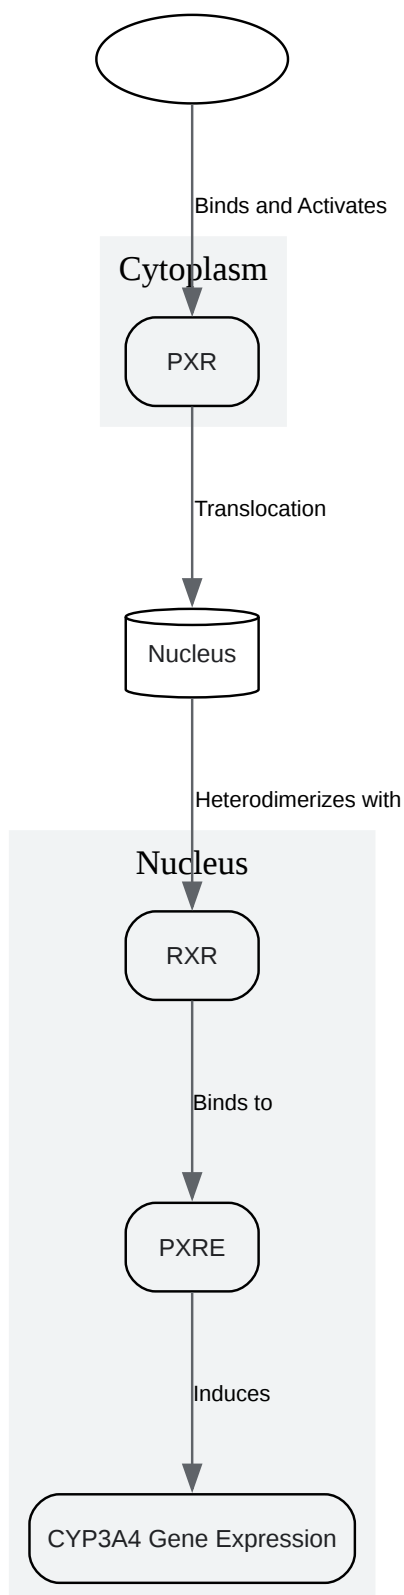 Binds and Activates
Cytoplasm
PXR
Translocation
Nucleus
Heterodimerizes with
Nucleus
RXR
Binds to
PXRE
Induces
CYP3A4 Gene Expression